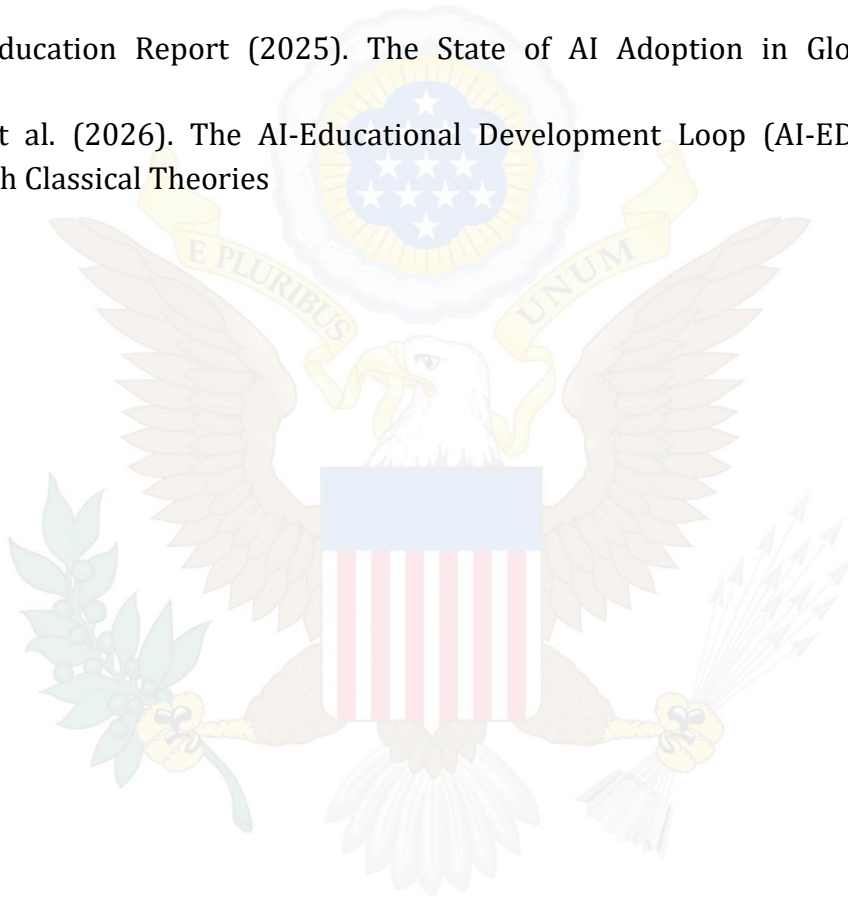 ducation Report (2025). The State of AI Adoption in Glo
t al. (2026). The AI-Educational Development Loop (AI-ED
h Classical Theories
E PLURIBUS UNUM